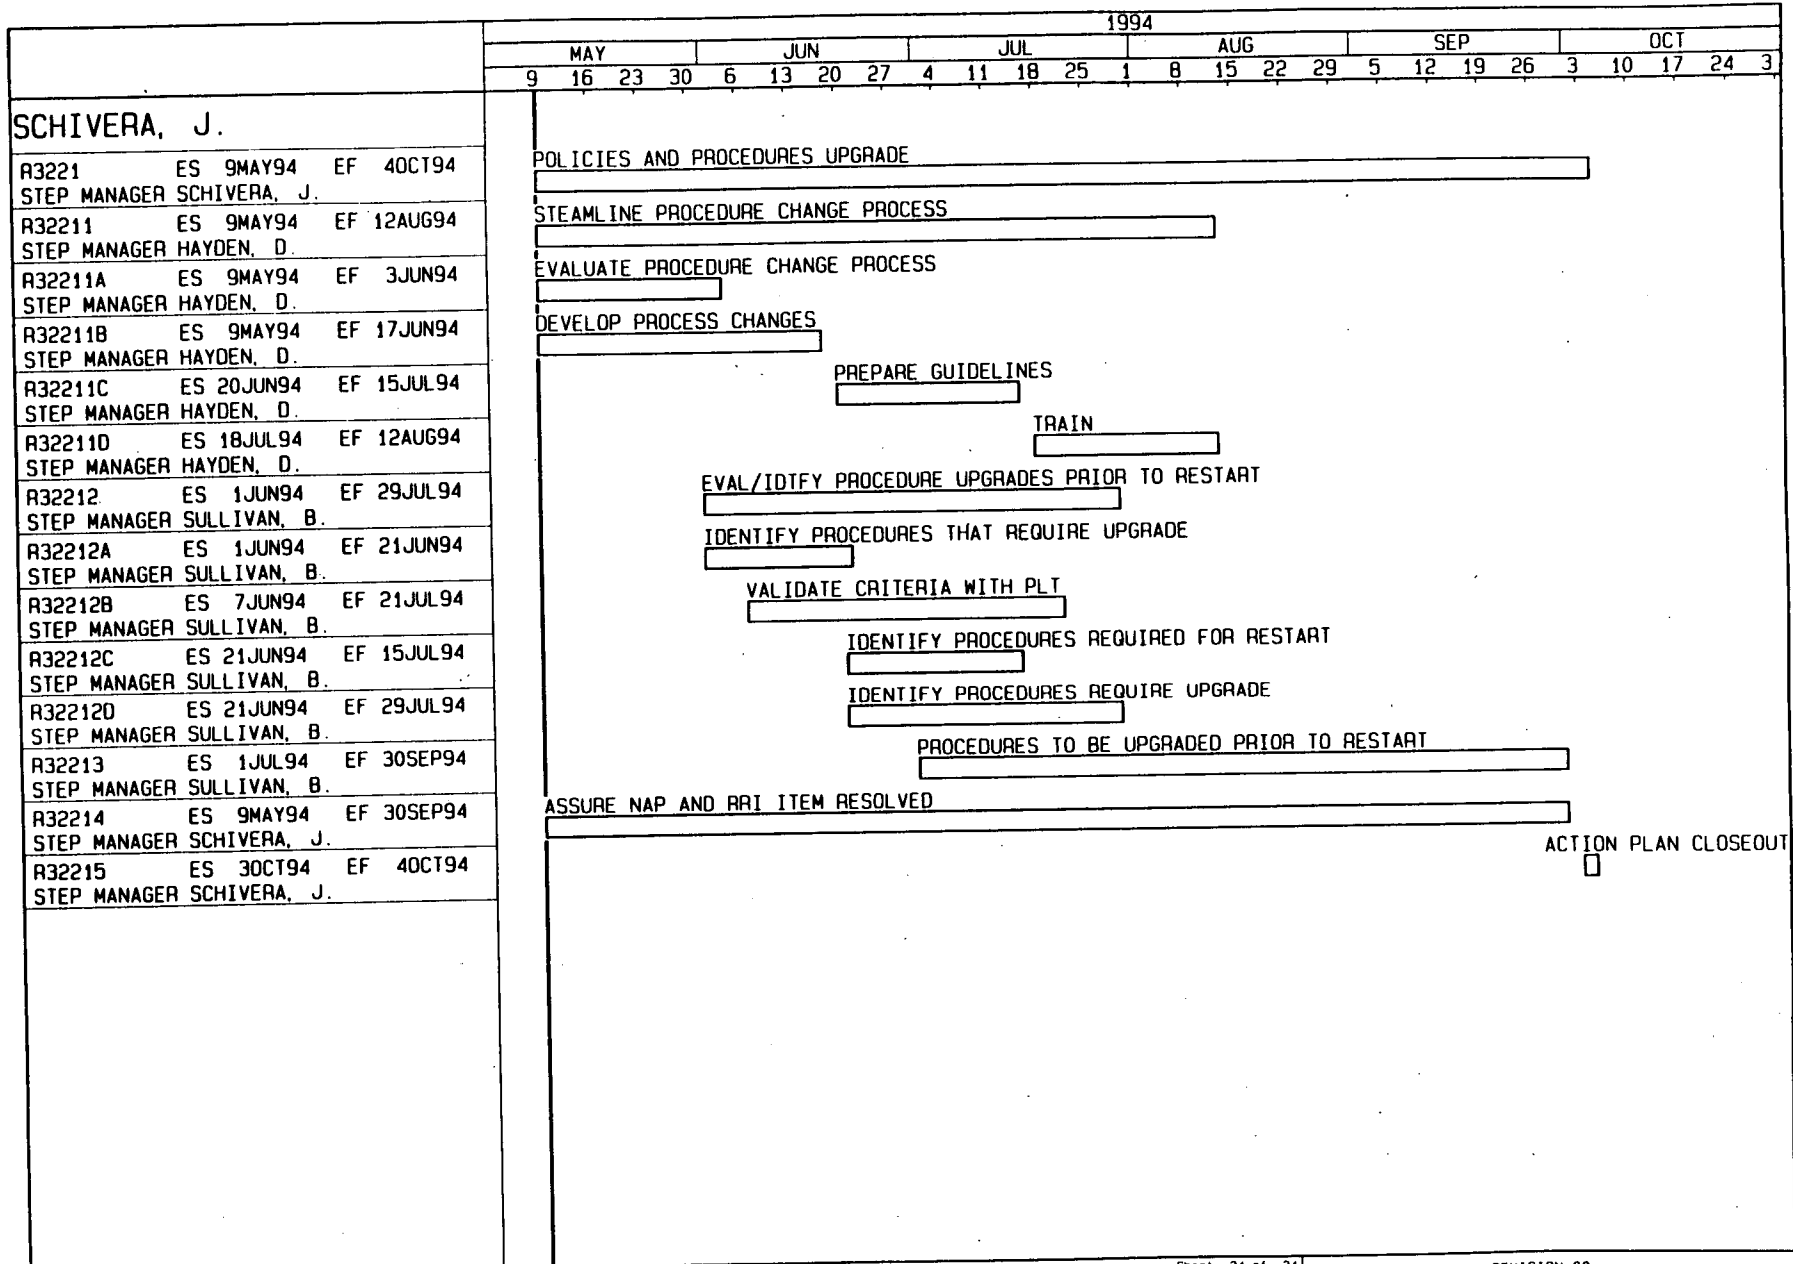 1994
MAY JUN JUL AUG SEP OCT
9 16 23 30 6 13 20 27 4 11 18 25 1 8 15 22 29 5 12 19 26 3 10 17 24 3
SCHIVERA, J.
R3221 ES 9MAY94 EF 4OCT94 POLICIES AND PROCEDURES UPGRADE
STEP MANAGER SCHIVERA, J.
R32211 ES 9MAY94 EF 12AUG94 STEAMLINE PROCEDURE CHANGE PROCESS
STEP MANAGER HAYDEN, D.
R32211A ES 9MAY94 EF 3JUN94 EVALUATE PROCEDURE CHANGE PROCESS
STEP MANAGER HAYDEN, D.
R32211B ES 9MAY94 EF 17JUN94 DEVELOP PROCESS CHANGES
STEP MANAGER HAYDEN, D.
R32211C ES 20JUN94 EF 15JUL94 PREPARE GUIDELINES
STEP MANAGER HAYDEN, D.
R32211D ES 18JUL94 EF 12AUG94 TRAIN
STEP MANAGER HAYDEN, D.
R32212 ES 1JUN94 EF 29JUL94 EVAL/IDTFY PROCEDURE UPGRADES PRIOR TO RESTART
STEP MANAGER SULLIVAN, B.
R32212A ES 1JUN94 EF 21JUN94 IDENTIFY PROCEDURES THAT REQUIRE UPGRADE
STEP MANAGER SULLIVAN, B.
R32212B ES 7JUN94 EF 21JUL94 VALIDATE CRITERIA WITH PLT
STEP MANAGER SULLIVAN, B.
R32212C ES 21JUN94 EF 15JUL94 IDENTIFY PROCEDURES REQUIRED FOR RESTART
STEP MANAGER SULLIVAN, B.
R32212D ES 21JUN94 EF 29JUL94 IDENTIFY PROCEDURES REQUIRE UPGRADE
STEP MANAGER SULLIVAN, B.
R32213 ES 1JUL94 EF 30SEP94 PROCEDURES TO BE UPGRADED PRIOR TO RESTART
STEP MANAGER SULLIVAN, B.
R32214 ES 9MAY94 EF 30SEP94 ASSURE NAP AND RRI ITEM RESOLVED
STEP MANAGER SCHIVERA, J.
R32215 ES 3OCT94 EF 4OCT94 ACTION PLAN CLOSEOUT
STEP MANAGER SCHIVERA, J.